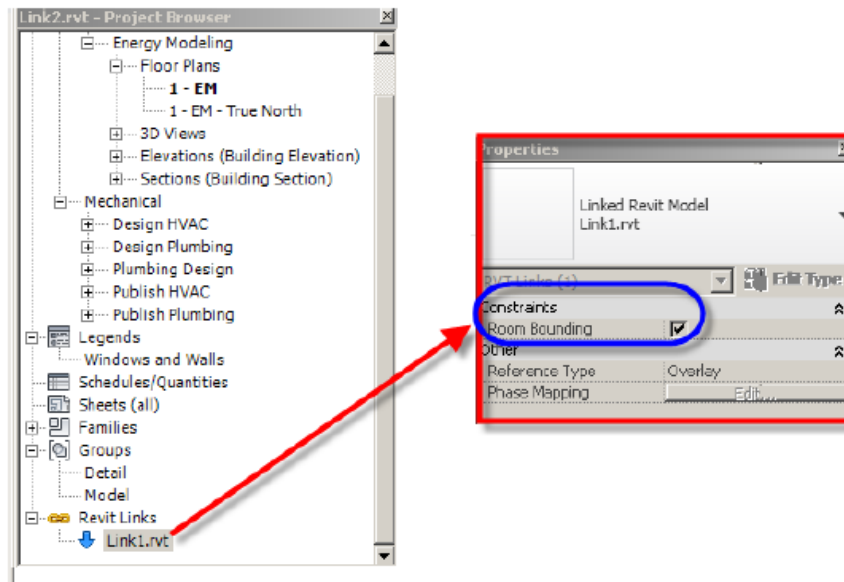 Link2.rvt - Project Browser
Energy Modeling
Floor Plans
1 - EM
1 - EM - True North
3D Views
Elevations (Building Elevation)
Sections (Building Section)
Mechanical
Design HVAC
Design Plumbing
Plumbing Design
Publish HVAC
Publish Plumbing
Legends
Windows and Walls
Schedules/Quantities
Sheets (all)
Families
Groups
Detail
Model
Revit Links
Link1.rvt
Properties
Linked Revit Model
Link1.rvt
RVT Links (1)
Edit Type
Constraints
Room Bounding
Other
Reference Type Overlay
Phase Mapping Edit...